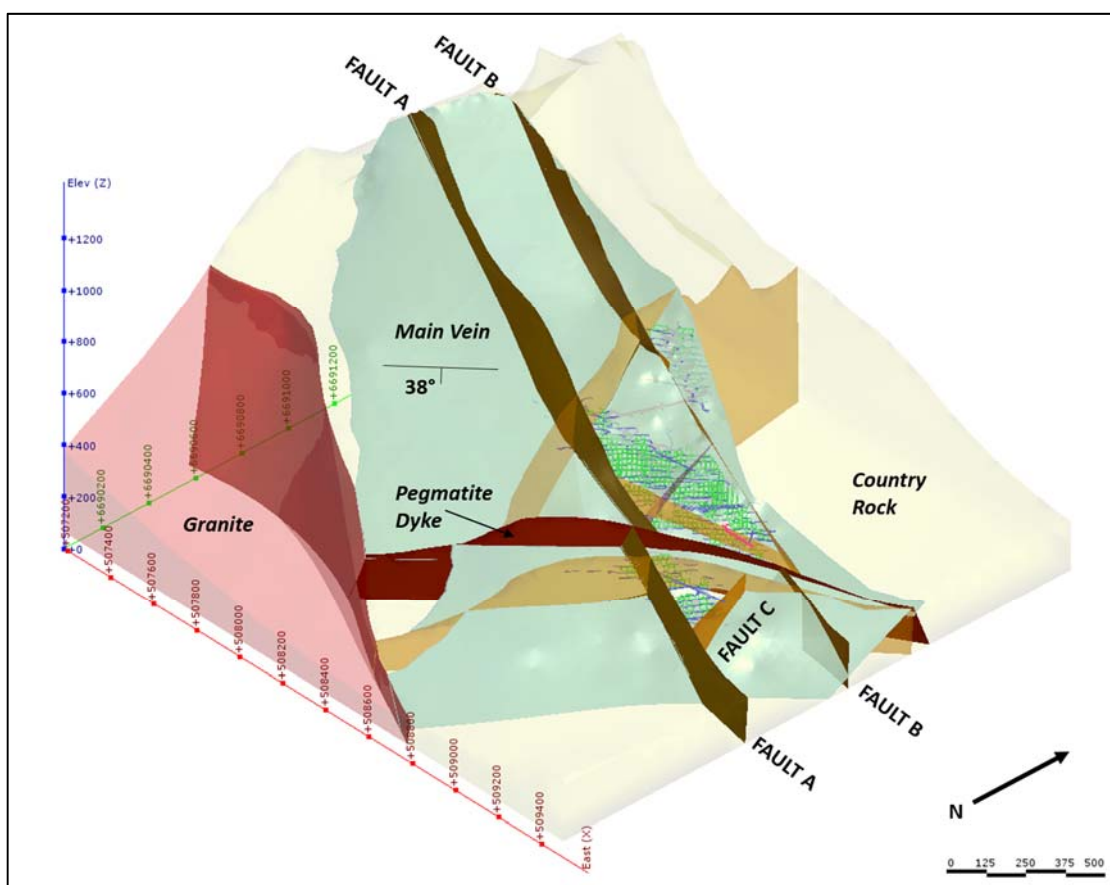 FAULT A
FAULT B
Elev (Z)
+1200
+1000
+800
+600
+400
+200
+0
+6691200
+6691000
+6690800
+6690600
+6690400
+6690200
Main Vein
38°
Granite
Pegmatite
Dyke
Country
Rock
+507200
+507400
+507600
+507800
+508000
+508200
+508400
+508600
+508800
+509000
+509200
+509400
East (X)
FAULT C
FAULT B
FAULT A
N
0 125 250 375 500